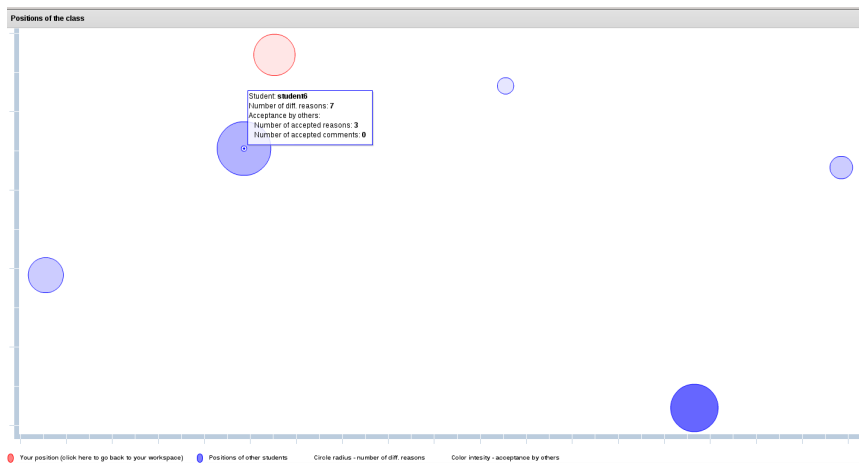 Positions of the class
Student: student6
Number of diff. reasons: 7
Acceptance by others:
Number of accepted reasons: 3
Number of accepted comments: 0
Your position (click here to go back to your workspace) Positions of other students Circle radius - number of diff. reasons Color intesity - acceptance by others